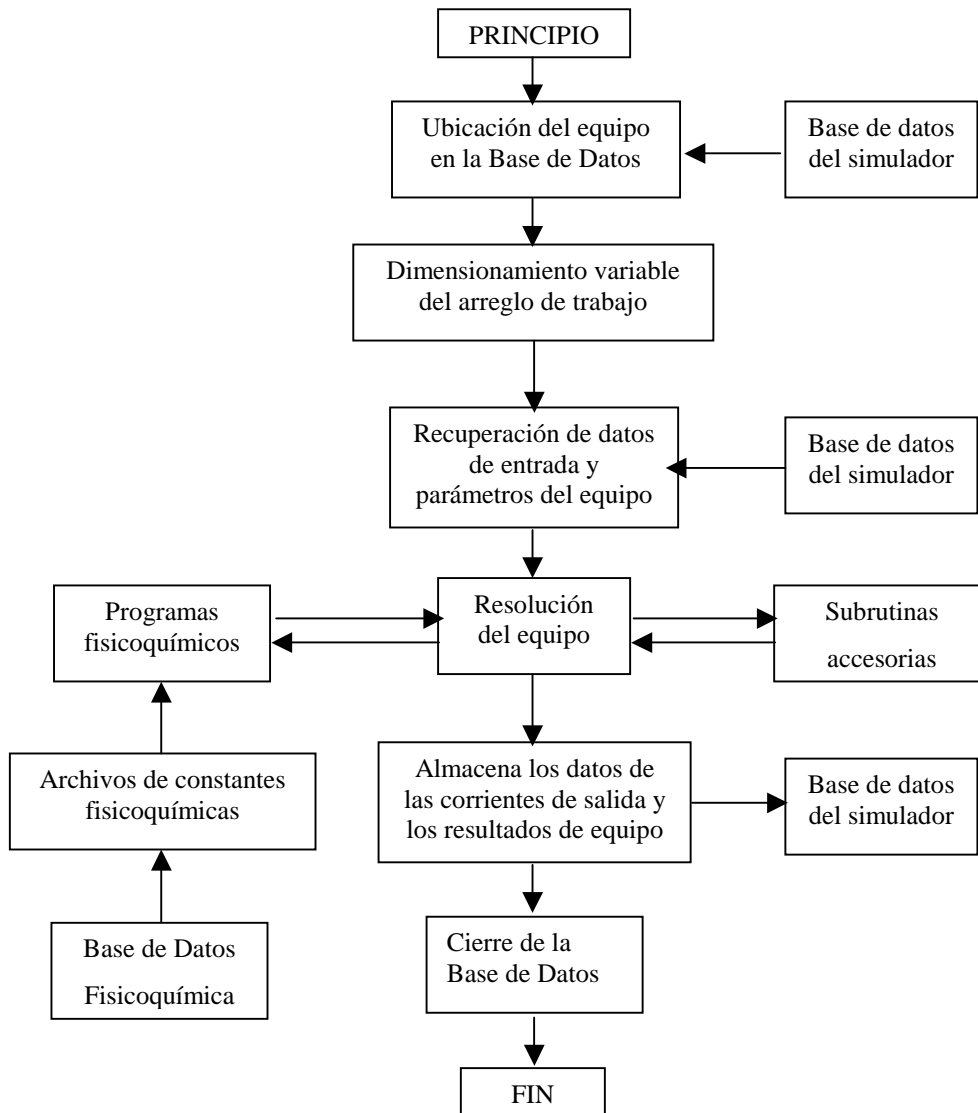 PRINCIPIO
Ubicación del equipo
en la Base de Datos
Base de datos
del simulador
Dimensionamiento variable
del arreglo de trabajo
Recuperación de datos
de entrada y
parámetros del equipo
Base de datos
del simulador
Programas
fisicoquímicos
Resolución
del equipo
Subrutinas
accesorias
Archivos de constantes
fisicoquímicas
Almacena los datos de
las corrientes de salida y
los resultados de equipo
Base de datos
del simulador
Base de Datos
Fisicoquímica
Cierre de la
Base de Datos
FIN